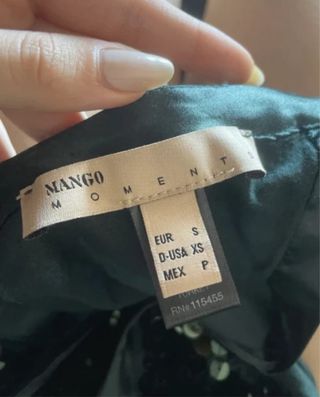 MANGO
MOMENT
EUR S
D-USA XS
MEX P
RN#115455